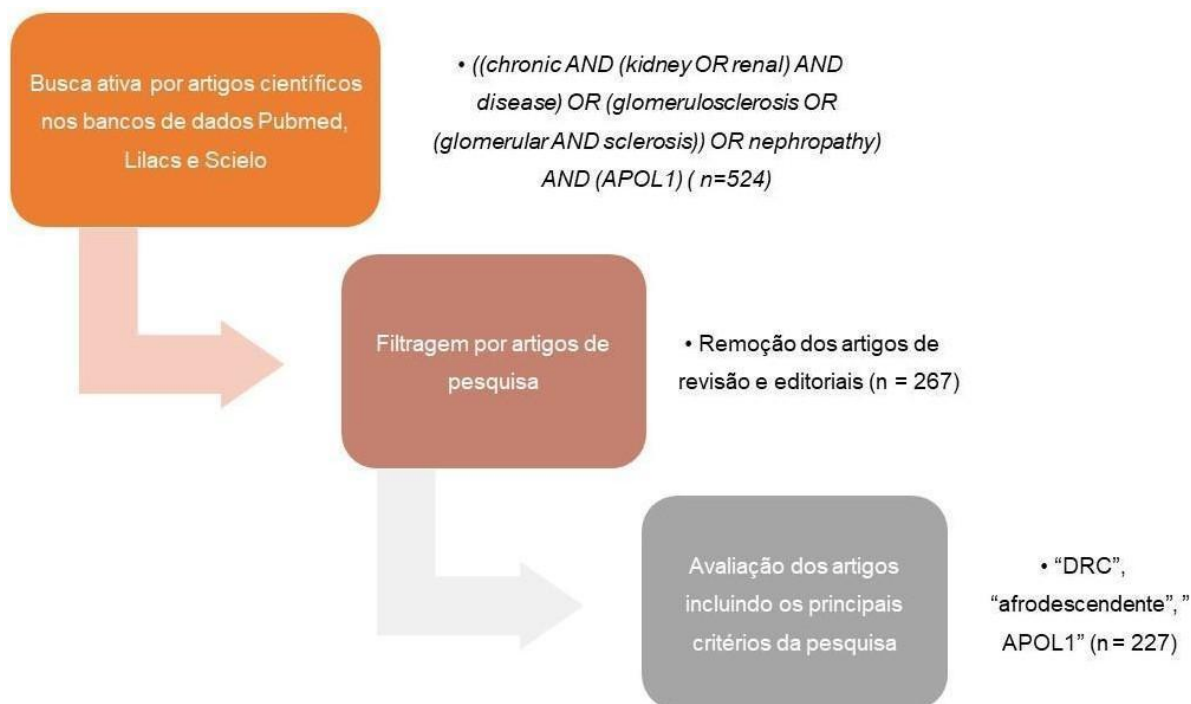 Busca ativa por artigos científicos
nos bancos de dados Pubmed,
Lilacs e Scielo
• ((chronic AND (kidney OR renal) AND
disease) OR (glomerulosclerosis OR
(glomerular AND sclerosis)) OR nephropathy)
AND (APOL1) ( n=524)
Filtragem por artigos de
pesquisa
• Remoção dos artigos de
revisão e editoriais (n = 267)
Avaliação dos artigos
incluindo os principais
critérios da pesquisa
• “DRC”,
“afrodescendente”, ”
APOL1” (n = 227)